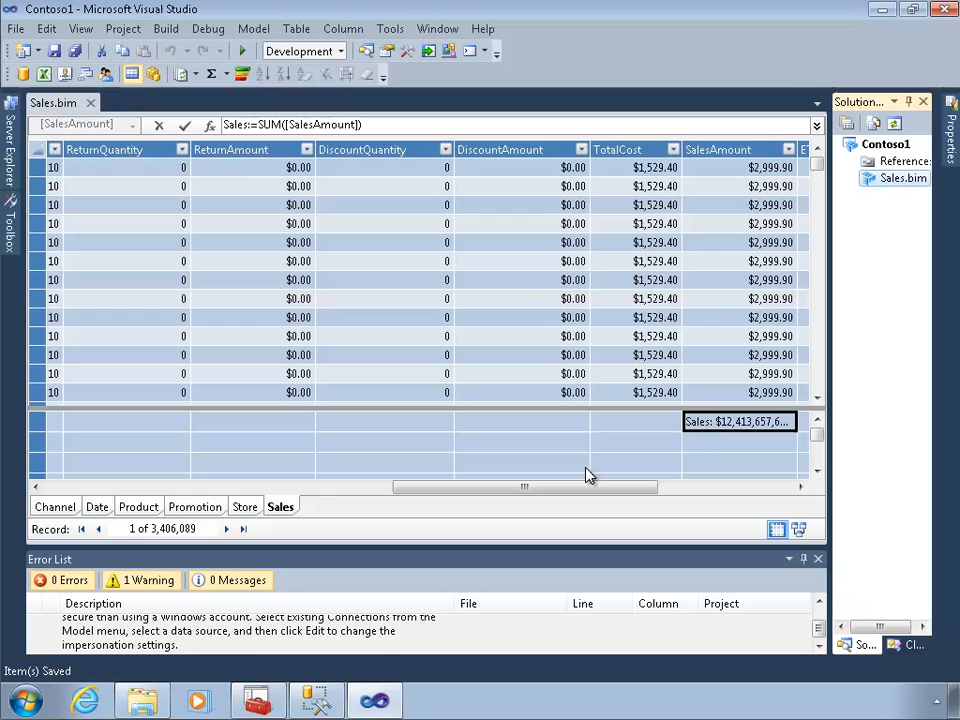 Contoso1 - Microsoft Visual Studio
File Edit View Project Build Debug Model Table Column Tools Window Help
Development
Sales.bim
[SalesAmount] fx Sales:=SUM([SalesAmount])
ReturnQuantity ReturnAmount DiscountQuantity DiscountAmount TotalCost SalesAmount
10 0 $0.00 0 $0.00 $1,529.40 $2,999.90
10 0 $0.00 0 $0.00 $1,529.40 $2,999.90
10 0 $0.00 0 $0.00 $1,529.40 $2,999.90
10 0 $0.00 0 $0.00 $1,529.40 $2,999.90
10 0 $0.00 0 $0.00 $1,529.40 $2,999.90
10 0 $0.00 0 $0.00 $1,529.40 $2,999.90
10 0 $0.00 0 $0.00 $1,529.40 $2,999.90
10 0 $0.00 0 $0.00 $1,529.40 $2,999.90
10 0 $0.00 0 $0.00 $1,529.40 $2,999.90
10 0 $0.00 0 $0.00 $1,529.40 $2,999.90
10 0 $0.00 0 $0.00 $1,529.40 $2,999.90
10 0 $0.00 0 $0.00 $1,529.40 $2,999.90
10 0 $0.00 0 $0.00 $1,529.40 $2,999.90
Sales: $12,413,657,6...
Channel Date Product Promotion Store Sales
Record: 1 of 3,406,089
Server Explorer
Toolbox
Solution...
Contoso1
Reference:
Sales.bim
So... Cl...
Properties
Error List
0 Errors 1 Warning 0 Messages
Description File Line Column Project
secure than using a windows account. Select Existing Connections from the
Model menu, select a data source, and then click Edit to change the
impersonation settings.
Item(s) Saved